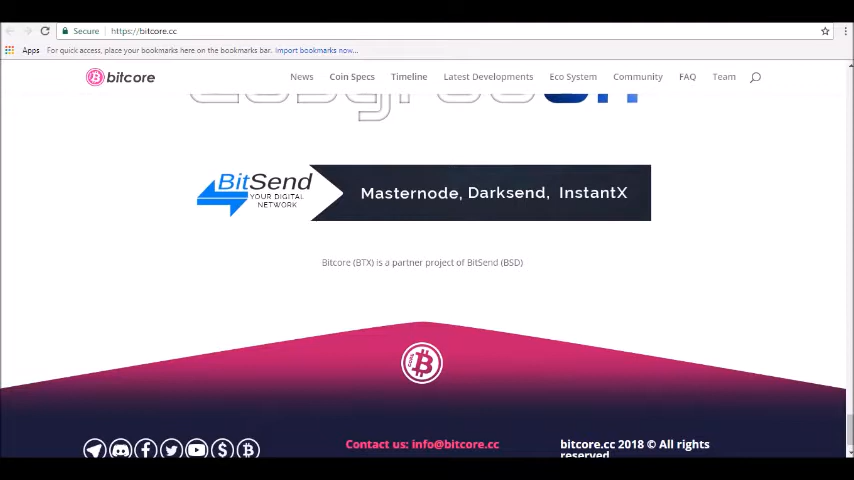 Secure https://bitcore.cc
Apps For quick access, place your bookmarks here on the bookmarks bar. Import bookmarks now...
bitcore News Coin Specs Timeline Latest Developments Eco System Community FAQ Team
BitSend
YOUR DIGITAL
NETWORK
Masternode, Darksend, InstantX
Bitcore (BTX) is a partner project of BitSend (BSD)
Contact us: info@bitcore.cc
bitcore.cc 2018 © All rights
reserved